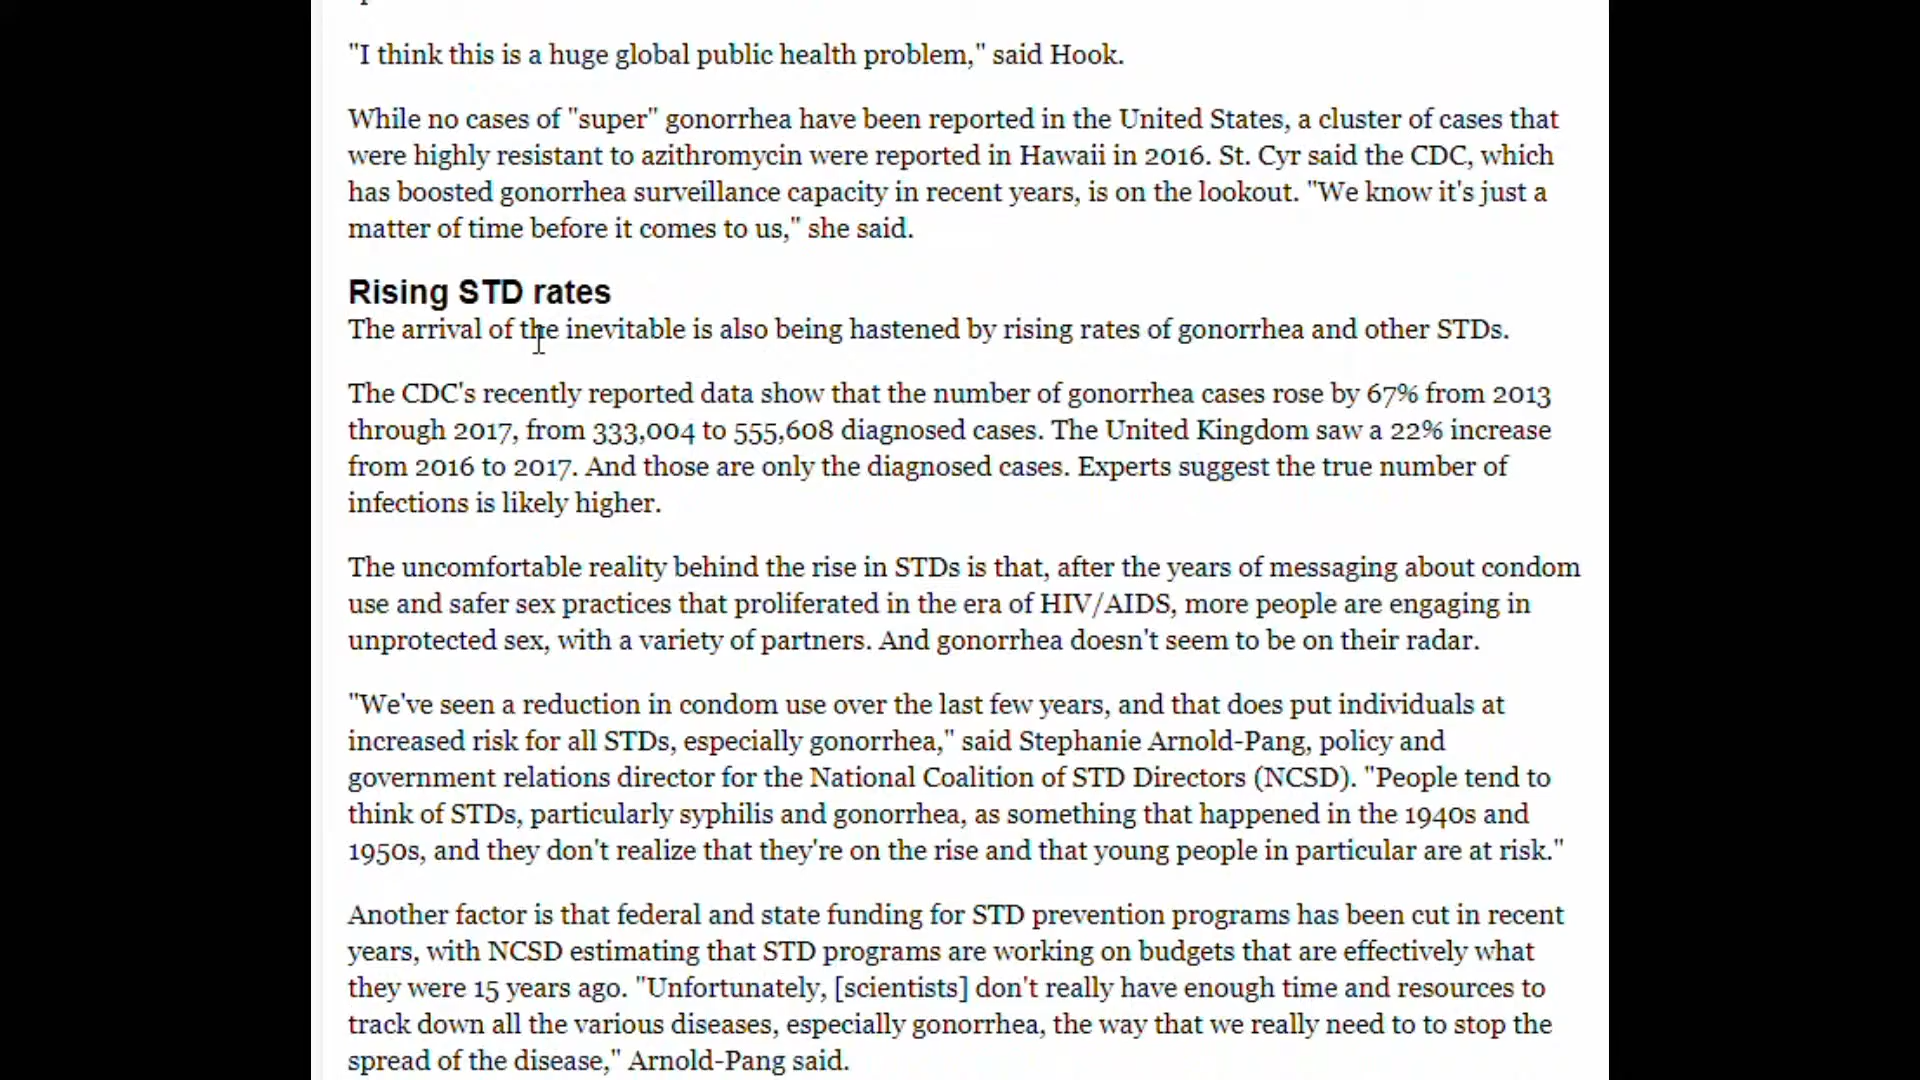 "I think this is a huge global public health problem," said Hook.
While no cases of "super" gonorrhea have been reported in the United States, a cluster of cases that
were highly resistant to azithromycin were reported in Hawaii in 2016. St. Cyr said the CDC, which
has boosted gonorrhea surveillance capacity in recent years, is on the lookout. "We know it's just a
matter of time before it comes to us," she said.
Rising STD rates
The arrival of the inevitable is also being hastened by rising rates of gonorrhea and other STDs.
The CDC's recently reported data show that the number of gonorrhea cases rose by 67% from 2013
through 2017, from 333,004 to 555,608 diagnosed cases. The United Kingdom saw a 22% increase
from 2016 to 2017. And those are only the diagnosed cases. Experts suggest the true number of
infections is likely higher.
The uncomfortable reality behind the rise in STDs is that, after the years of messaging about condom
use and safer sex practices that proliferated in the era of HIV/AIDS, more people are engaging in
unprotected sex, with a variety of partners. And gonorrhea doesn't seem to be on their radar.
"We've seen a reduction in condom use over the last few years, and that does put individuals at
increased risk for all STDs, especially gonorrhea," said Stephanie Arnold-Pang, policy and
government relations director for the National Coalition of STD Directors (NCSD). "People tend to
think of STDs, particularly syphilis and gonorrhea, as something that happened in the 1940s and
1950s, and they don't realize that they're on the rise and that young people in particular are at risk."
Another factor is that federal and state funding for STD prevention programs has been cut in recent
years, with NCSD estimating that STD programs are working on budgets that are effectively what
they were 15 years ago. "Unfortunately, [scientists] don't really have enough time and resources to
track down all the various diseases, especially gonorrhea, the way that we really need to to stop the
spread of the disease," Arnold-Pang said.